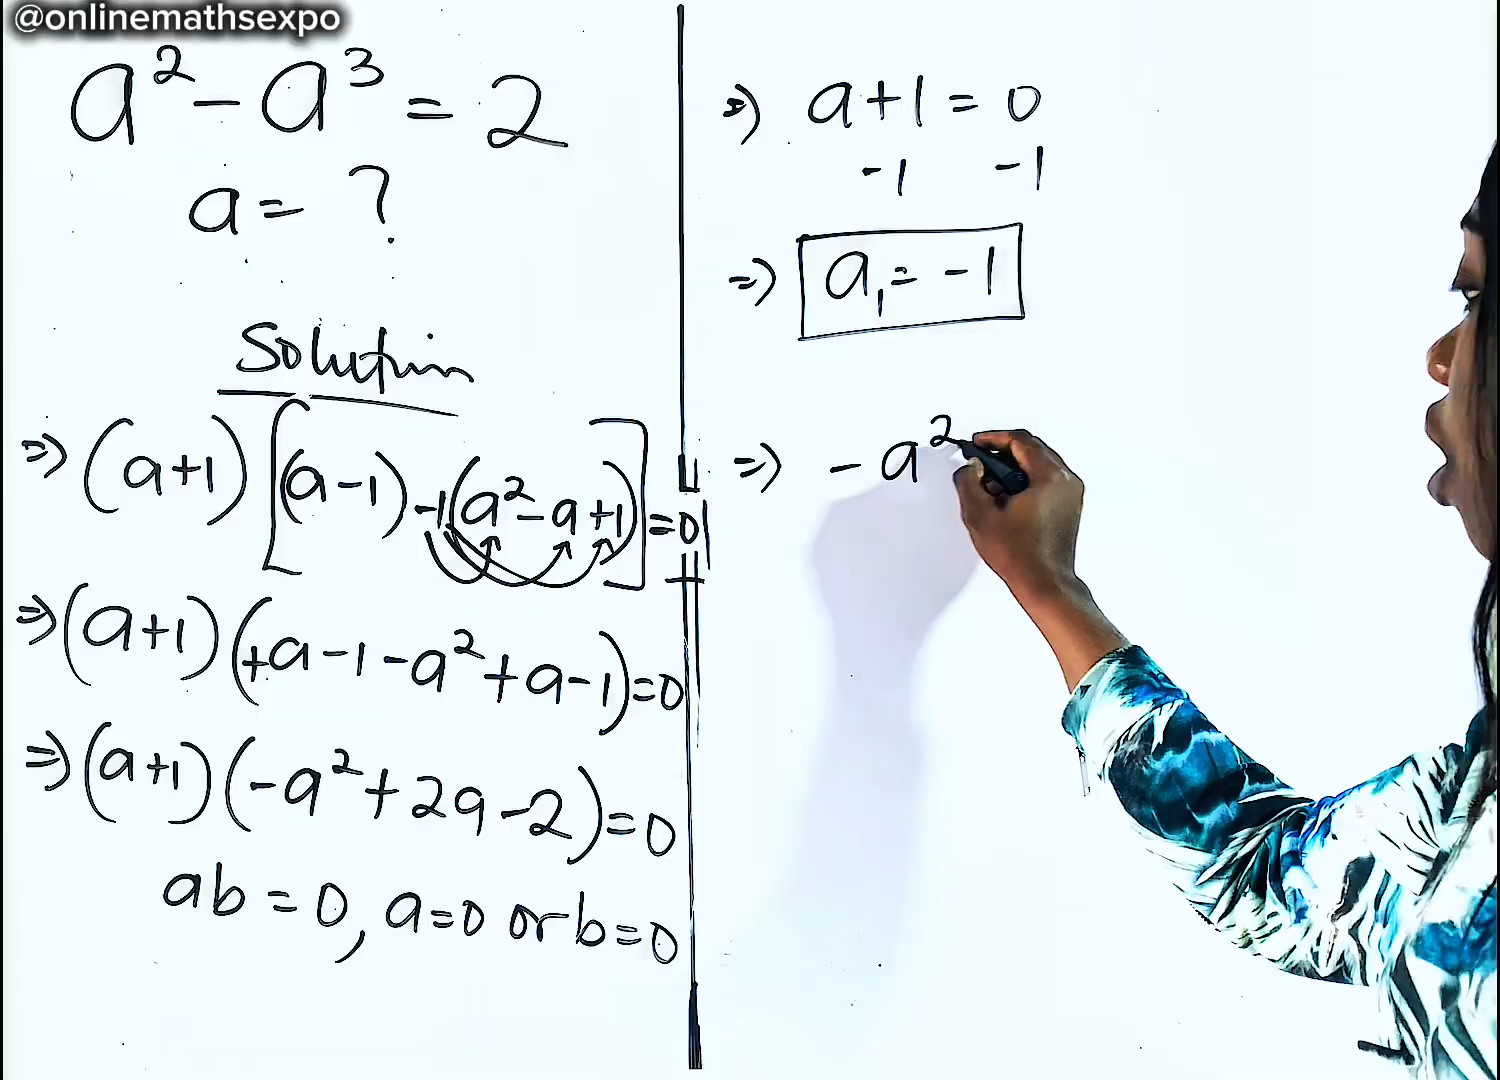 @onlinemathsexpo
a² - a³ = 2
a = ?
Solution
⇒ (a+1) [(a-1) -1(a² - a +1)] = 0
⇒ (a+1) (+a - 1 - a² + a - 1) = 0
⇒ (a+1) (-a² + 2a - 2) = 0
ab = 0, a=0 or b=0
⇒ a+1 = 0
-1 -1
⇒ a₁ = -1
⇒ - a²